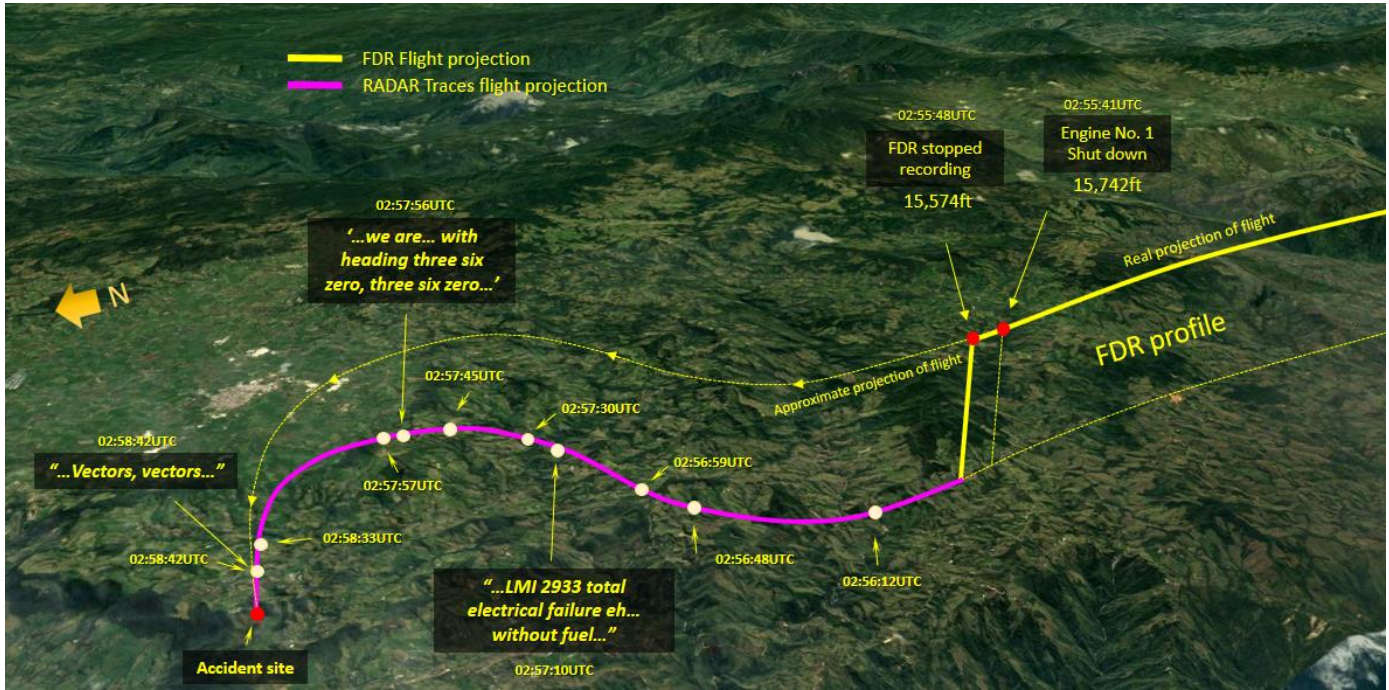 FDR Flight projection
RADAR Traces flight projection
02:55:48UTC
FDR stopped
recording
15,574ft
02:55:41UTC
Engine No. 1
Shut down
15,742ft
02:57:56UTC
‘…we are… with
heading three six
zero, three six zero…’
N
Real projection of flight
FDR profile
Approximate projection of flight
02:57:45UTC
02:57:30UTC
02:58:42UTC
“…Vectors, vectors…”
02:57:57UTC
02:56:59UTC
02:58:33UTC
02:58:42UTC
02:56:48UTC
02:56:12UTC
“…LMI 2933 total
electrical failure eh…
without fuel…”
02:57:10UTC
Accident site